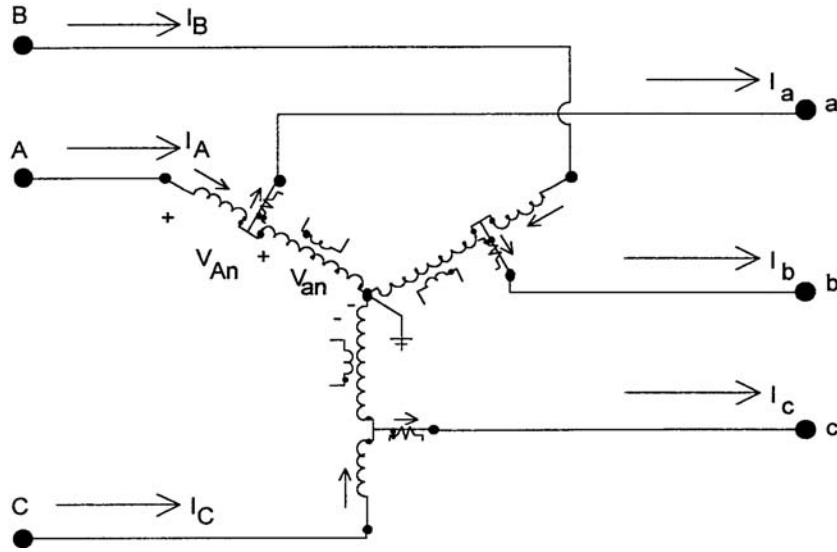 B
I_B
I_a
a
A
I_A
+
V_An
+
V_an
-
-
I_b
b
I_c
c
C
I_C